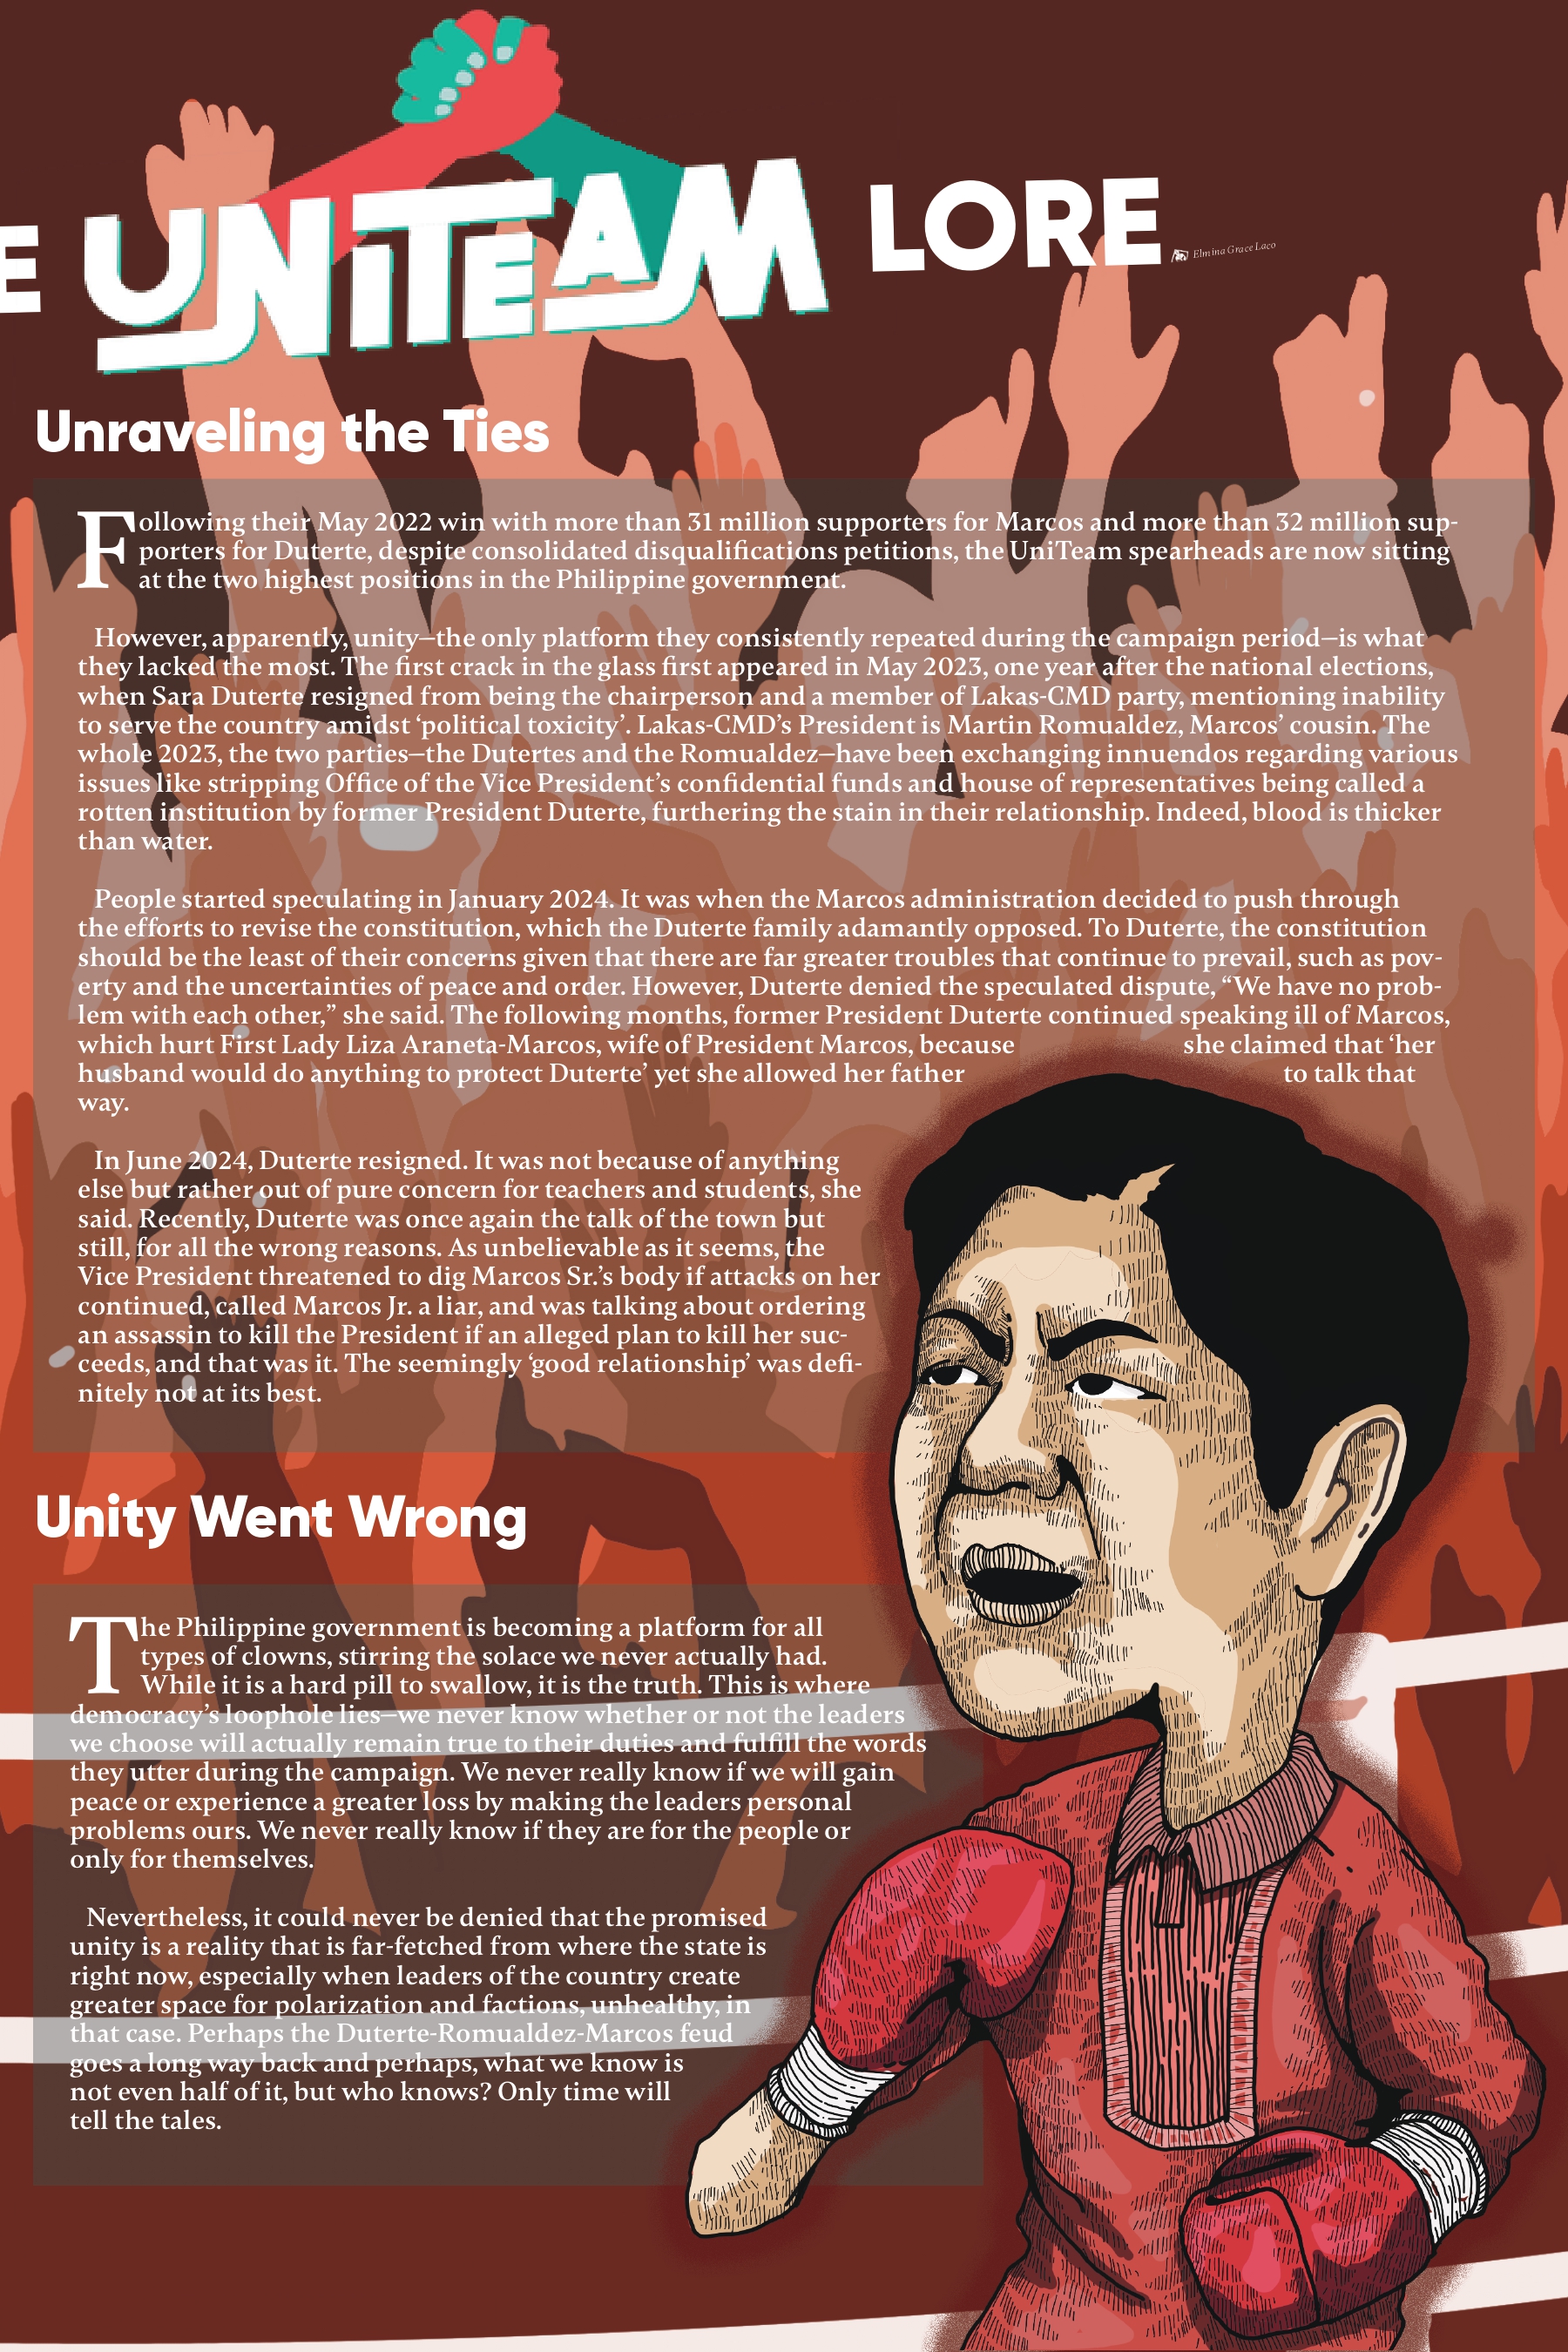 E UNITEAM LORE
Elmina Grace Laco
Unraveling the Ties
Following their May 2022 win with more than 31 million supporters for Marcos and more than 32 million sup-
porters for Duterte, despite consolidated disqualifications petitions, the UniTeam spearheads are now sitting
at the two highest positions in the Philippine government.
However, apparently, unity—the only platform they consistently repeated during the campaign period—is what
they lacked the most. The first crack in the glass first appeared in May 2023, one year after the national elections,
when Sara Duterte resigned from being the chairperson and a member of Lakas-CMD party, mentioning inability
to serve the country amidst ‘political toxicity’. Lakas-CMD’s President is Martin Romualdez, Marcos’ cousin. The
whole 2023, the two parties—the Dutertes and the Romualdez—have been exchanging innuendos regarding various
issues like stripping Office of the Vice President’s confidential funds and house of representatives being called a
rotten institution by former President Duterte, furthering the stain in their relationship. Indeed, blood is thicker
than water.
People started speculating in January 2024. It was when the Marcos administration decided to push through
the efforts to revise the constitution, which the Duterte family adamantly opposed. To Duterte, the constitution
should be the least of their concerns given that there are far greater troubles that continue to prevail, such as pov-
erty and the uncertainties of peace and order. However, Duterte denied the speculated dispute, “We have no prob-
lem with each other,” she said. The following months, former President Duterte continued speaking ill of Marcos,
which hurt First Lady Liza Araneta-Marcos, wife of President Marcos, because she claimed that ‘her
husband would do anything to protect Duterte’ yet she allowed her father to talk that
way.
In June 2024, Duterte resigned. It was not because of anything
else but rather out of pure concern for teachers and students, she
said. Recently, Duterte was once again the talk of the town but
still, for all the wrong reasons. As unbelievable as it seems, the
Vice President threatened to dig Marcos Sr.’s body if attacks on her
continued, called Marcos Jr. a liar, and was talking about ordering
an assassin to kill the President if an alleged plan to kill her suc-
ceeds, and that was it. The seemingly ‘good relationship’ was defi-
nitely not at its best.
Unity Went Wrong
The Philippine government is becoming a platform for all
types of clowns, stirring the solace we never actually had.
While it is a hard pill to swallow, it is the truth. This is where
democracy’s loophole lies—we never know whether or not the leaders
we choose will actually remain true to their duties and fulfill the words
they utter during the campaign. We never really know if we will gain
peace or experience a greater loss by making the leaders personal
problems ours. We never really know if they are for the people or
only for themselves.
Nevertheless, it could never be denied that the promised
unity is a reality that is far-fetched from where the state is
right now, especially when leaders of the country create
greater space for polarization and factions, unhealthy, in
that case. Perhaps the Duterte-Romualdez-Marcos feud
goes a long way back and perhaps, what we know is
not even half of it, but who knows? Only time will
tell the tales.